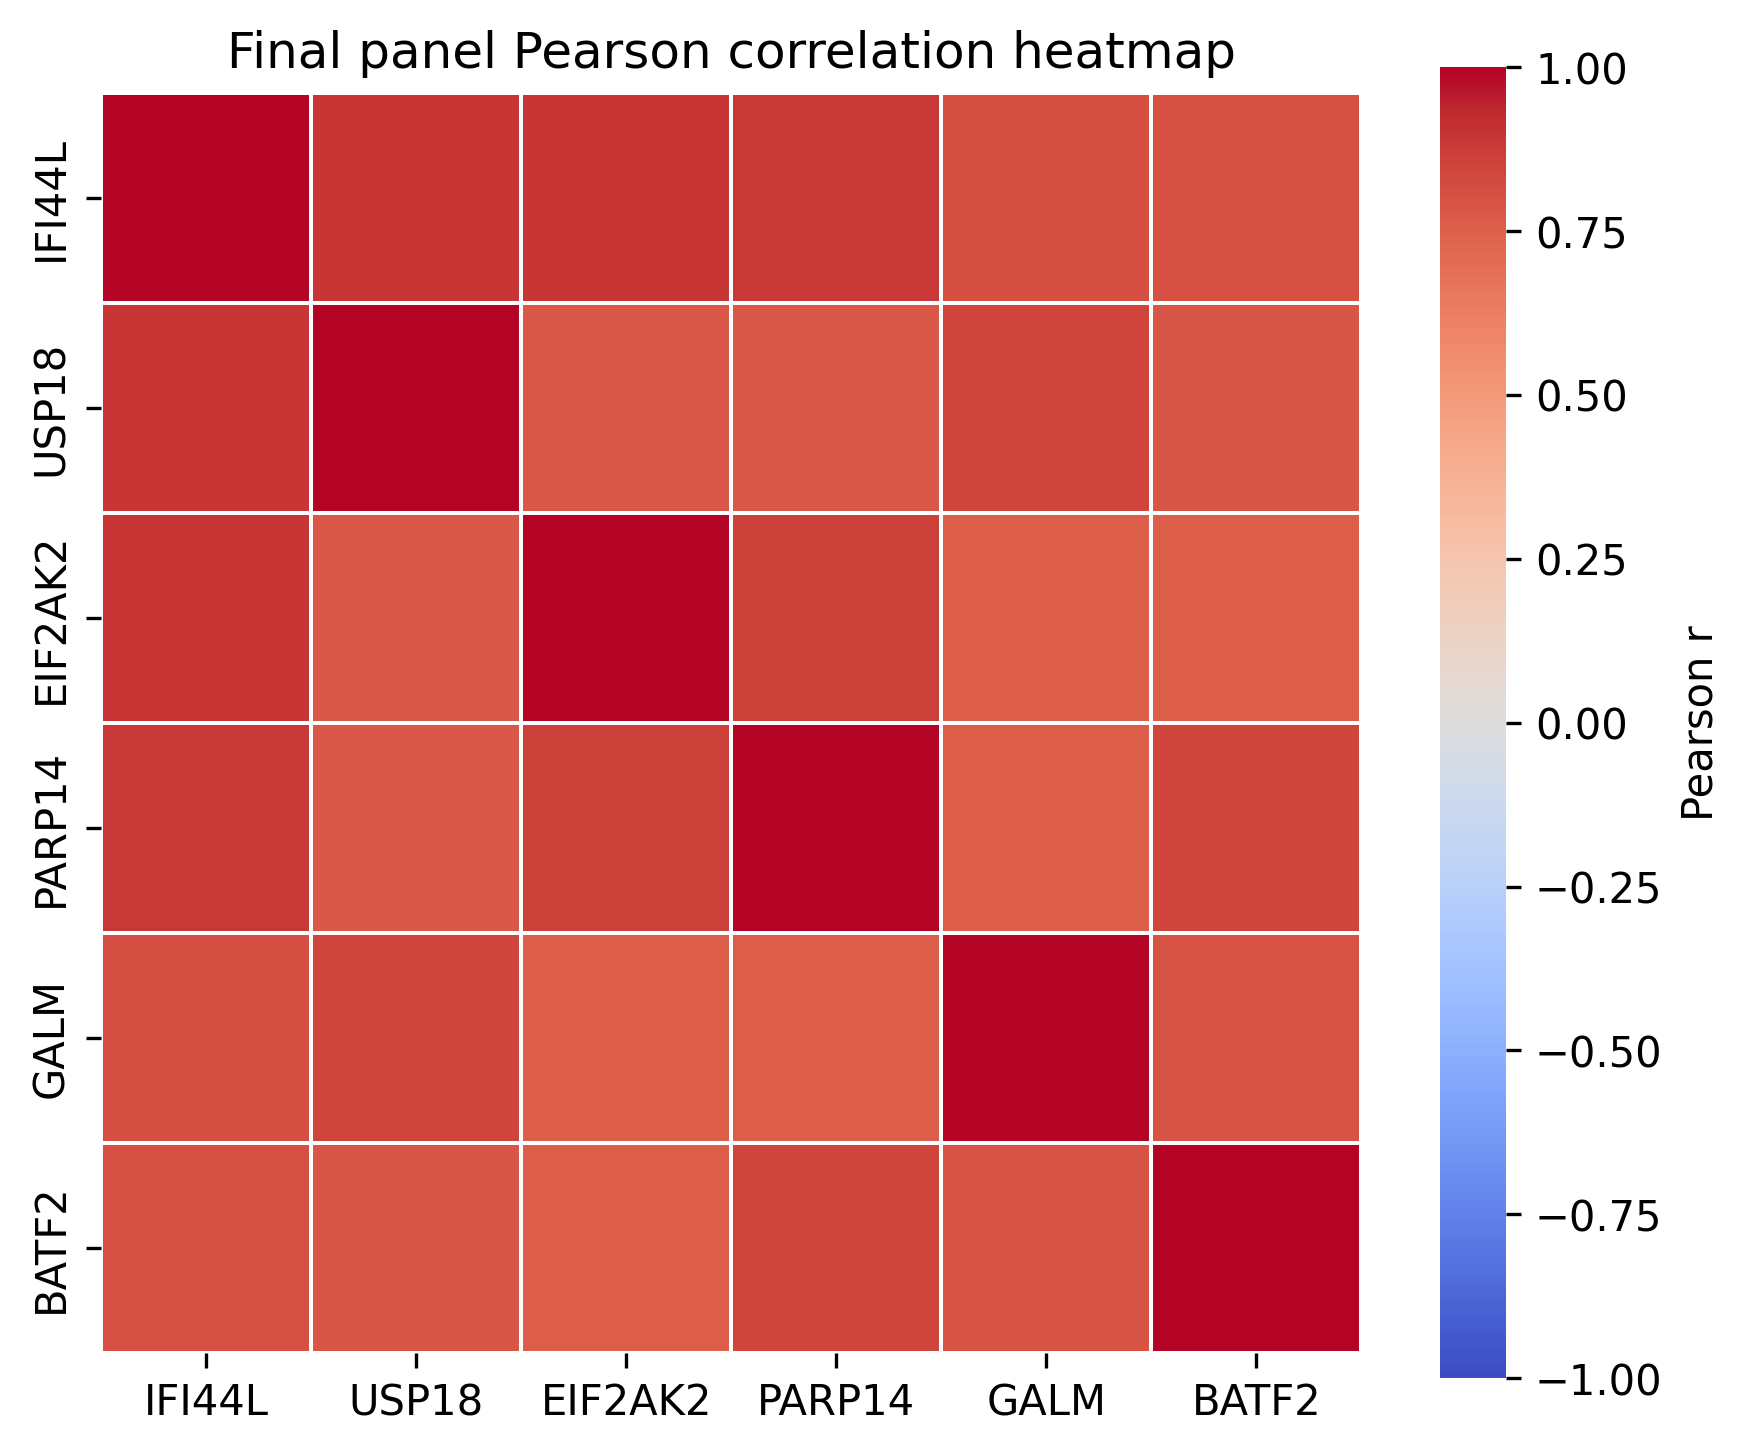 Final panel Pearson correlation heatmap
IFI44L
USP18
EIF2AK2
PARP14
GALM
BATF2
IFI44L
USP18
EIF2AK2
PARP14
GALM
BATF2
1.00
0.75
0.50
0.25
0.00
−0.25
−0.50
−0.75
−1.00
Pearson r